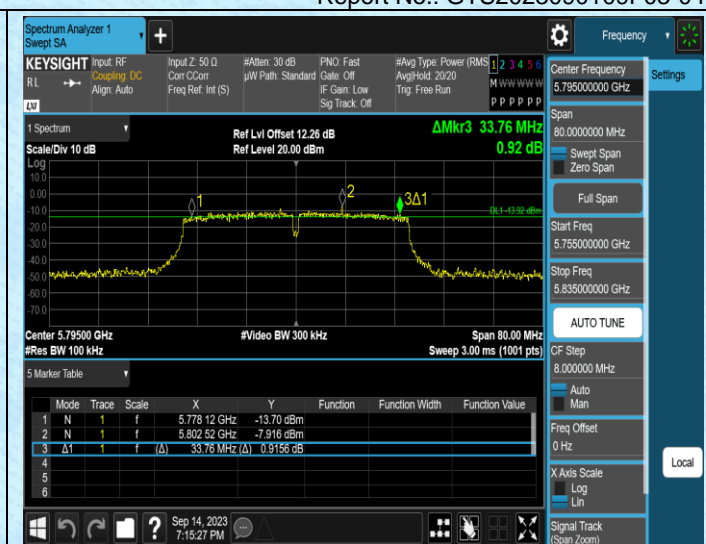 Spectrum Analyzer 1
Swept SA
Frequency
KEYSIGHT
RL
LXI
Input: RF
Coupling: DC
Align: Auto
Input Z: 50 Ω
Corr CCorr
Freq Ref: Int (S)
#Atten: 30 dB
µW Path: Standard
PNO: Fast
Gate: Off
IF Gain: Low
Sig Track: Off
#Avg Type: Power (RMS
Avg|Hold: 20/20
Trig: Free Run
1 2 3 4 5 6
M W W W W W
P P P P P P
Center Frequency
5.795000000 GHz
Settings
Span
80.0000000 MHz
Swept Span
Zero Span
Full Span
Start Freq
5.755000000 GHz
Stop Freq
5.835000000 GHz
AUTO TUNE
CF Step
8.000000 MHz
Auto
Man
Freq Offset
0 Hz
X Axis Scale
Log
Lin
Signal Track
(Span Zoom)
Local
1 Spectrum
Scale/Div 10 dB
Ref Lvl Offset 12.26 dB
Ref Level 20.00 dBm
ΔMkr3 33.76 MHz
0.92 dB
Log
10.0
0.00
-10.0
-20.0
-30.0
-40.0
-50.0
-60.0
-70.0
1
2
3Δ1
DL1 -13.92 dBm
Center 5.79500 GHz
#Video BW 300 kHz
Span 80.00 MHz
#Res BW 100 kHz
Sweep 3.00 ms (1001 pts)
5 Marker Table
Mode Trace Scale X Y Function Function Width Function Value
1 N 1 f 5.778 12 GHz -13.70 dBm
2 N 1 f 5.802 52 GHz -7.916 dBm
3 Δ1 1 f (Δ) 33.76 MHz (Δ) 0.9156 dB
4
5
6
?
Sep 14, 2023
7:15:27 PM